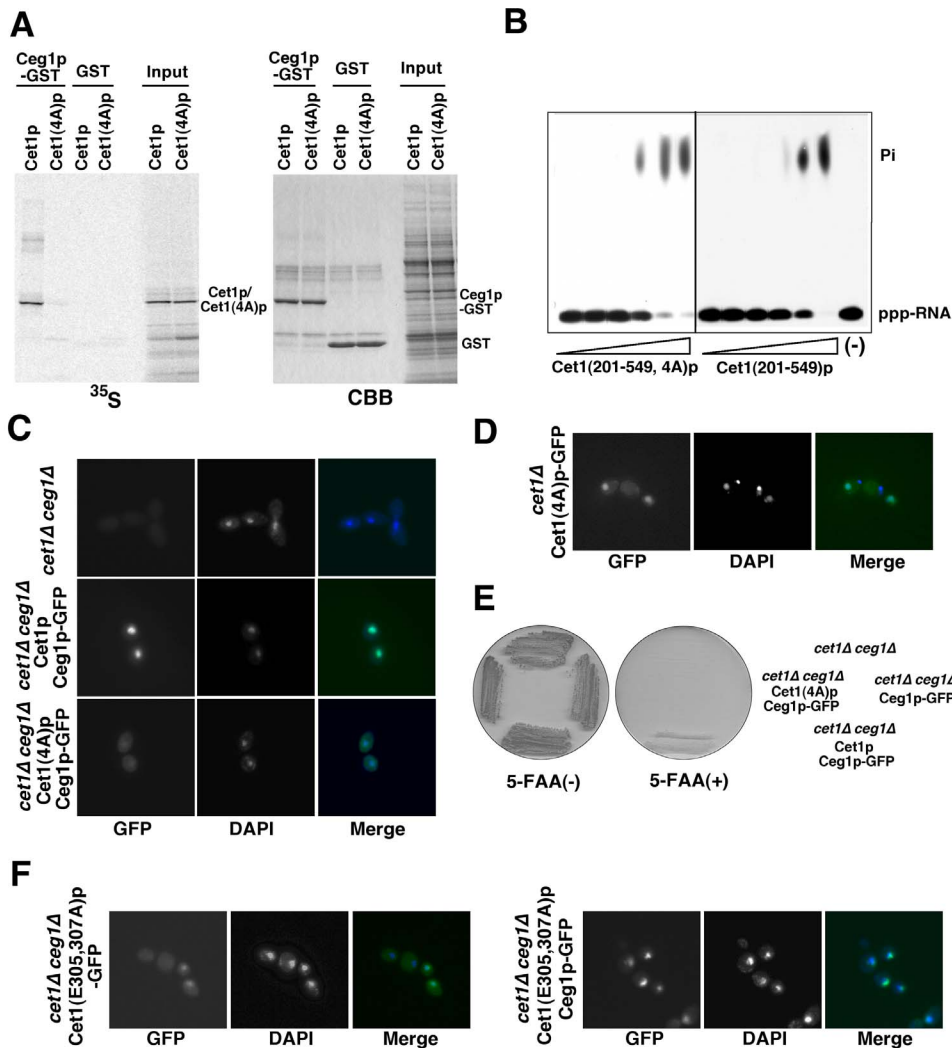 A
Ceg1p
-GST
GST
Input
Cet1p
Cet1(4A)p
Cet1p
Cet1(4A)p
Cet1p
Cet1(4A)p
Cet1p/
Cet1(4A)p
35S
Ceg1p
-GST
GST
Input
Cet1p
Cet1(4A)p
Cet1p
Cet1(4A)p
Cet1p
Cet1(4A)p
Ceg1p
-GST
GST
CBB
B
Pi
ppp-RNA
Cet1(201-549, 4A)p
Cet1(201-549)p
(-)
C
cet1Δ ceg1Δ
cet1Δ ceg1Δ
Cet1p
Ceg1p-GFP
cet1Δ ceg1Δ
Cet1(4A)p
Ceg1p-GFP
GFP
DAPI
Merge
D
cet1Δ
Cet1(4A)p-GFP
GFP
DAPI
Merge
E
5-FAA(-)
5-FAA(+)
cet1Δ ceg1Δ
cet1Δ ceg1Δ
Cet1(4A)p
Ceg1p-GFP
cet1Δ ceg1Δ
Ceg1p-GFP
cet1Δ ceg1Δ
Cet1p
Ceg1p-GFP
F
cet1Δ ceg1Δ
Cet1(E305,307A)p
-GFP
GFP
DAPI
Merge
cet1Δ ceg1Δ
Cet1(E305,307A)p
Ceg1p-GFP
GFP
DAPI
Merge